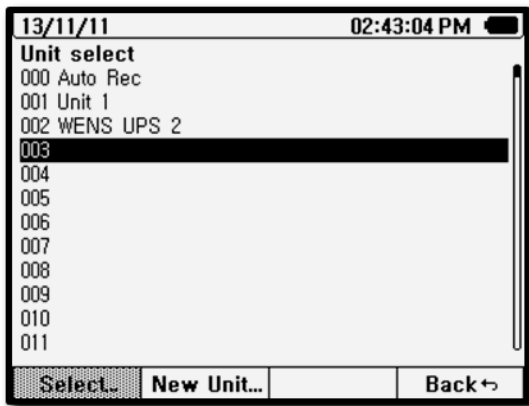 13/11/11 02:43:04 PM
Unit select
000 Auto Rec
001 Unit 1
002 WENS UPS 2
003
004
005
006
007
008
009
010
011
Select.. New Unit... Back